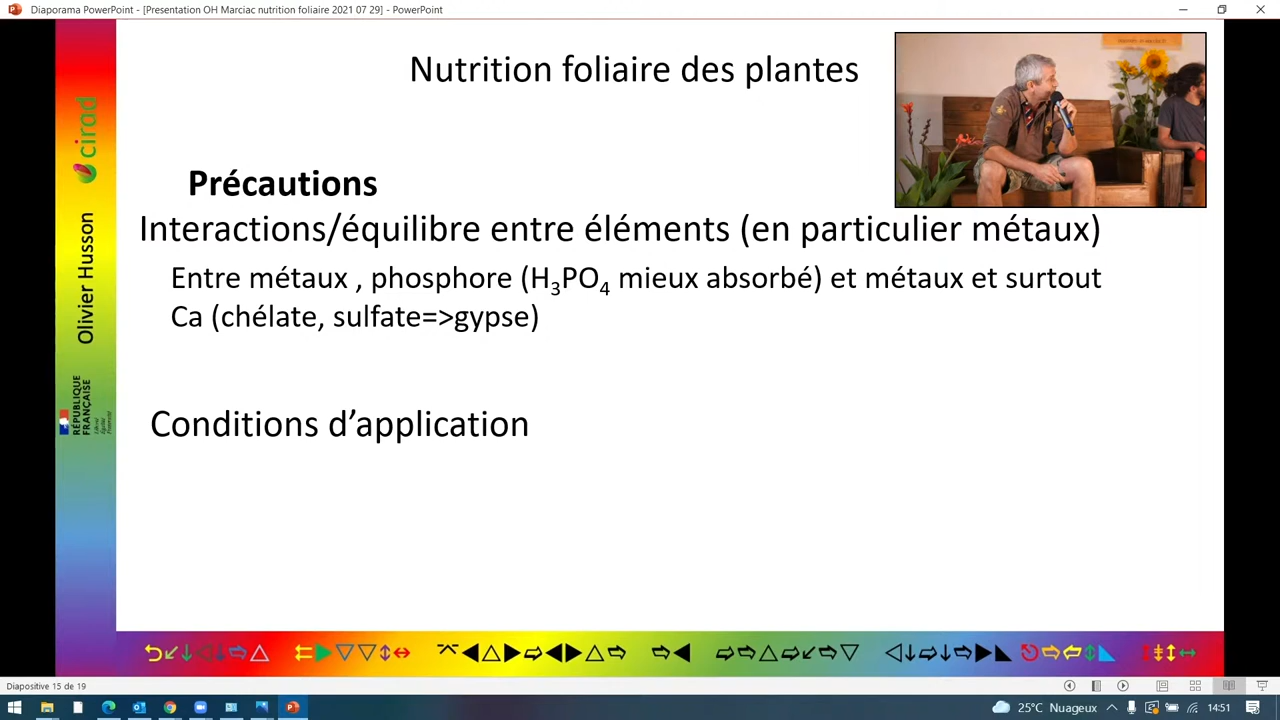 Diaporama PowerPoint - [Presentation OH Marciac nutrition foliaire 2021 07 29] - PowerPoint
Nutrition foliaire des plantes
cirad
Olivier Husson
RÉPUBLIQUE
FRANÇAISE
Précautions
Interactions/équilibre entre éléments (en particulier métaux)
Entre métaux , phosphore (H₃PO₄ mieux absorbé) et métaux et surtout
Ca (chélate, sulfate=>gypse)
Conditions d’application
Diapositive 15 de 19
25°C Nuageux
14:51